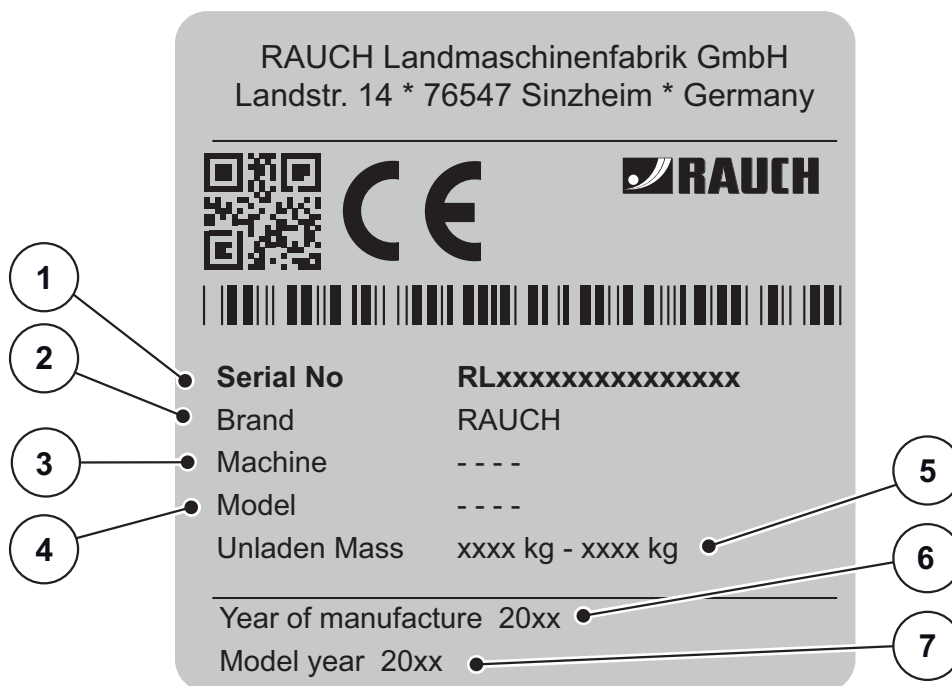 RAUCH Landmaschinenfabrik GmbH
Landstr. 14 * 76547 Sinzheim * Germany
CE
RAUCH
1
2
3
4
Serial No RLxxxxxxxxxxxxxxx
Brand RAUCH
Machine - - - -
Model - - - -
Unladen Mass xxxx kg - xxxx kg
5
6
7
Year of manufacture 20xx
Model year 20xx